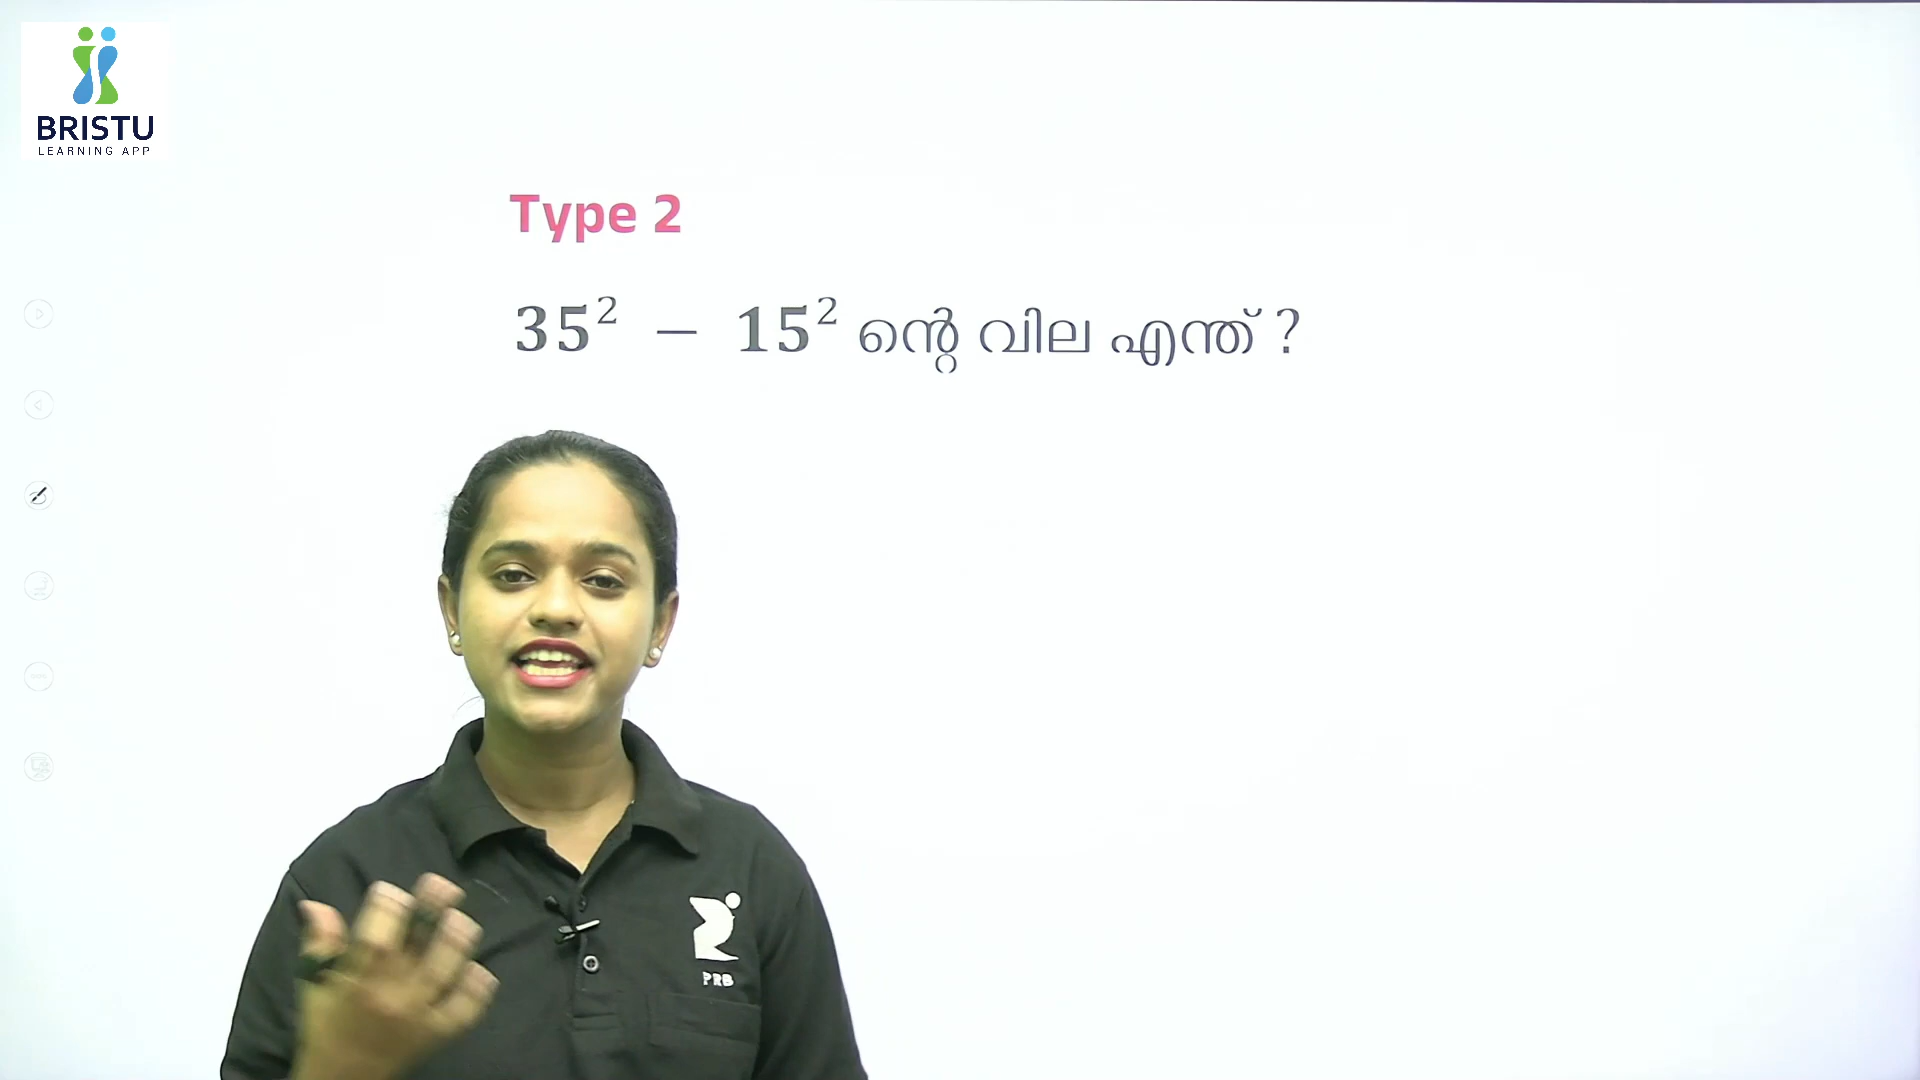 BRISTU
LEARNING APP
Type 2
35² − 15² ന്റെ വില എന്ത് ?
PRB